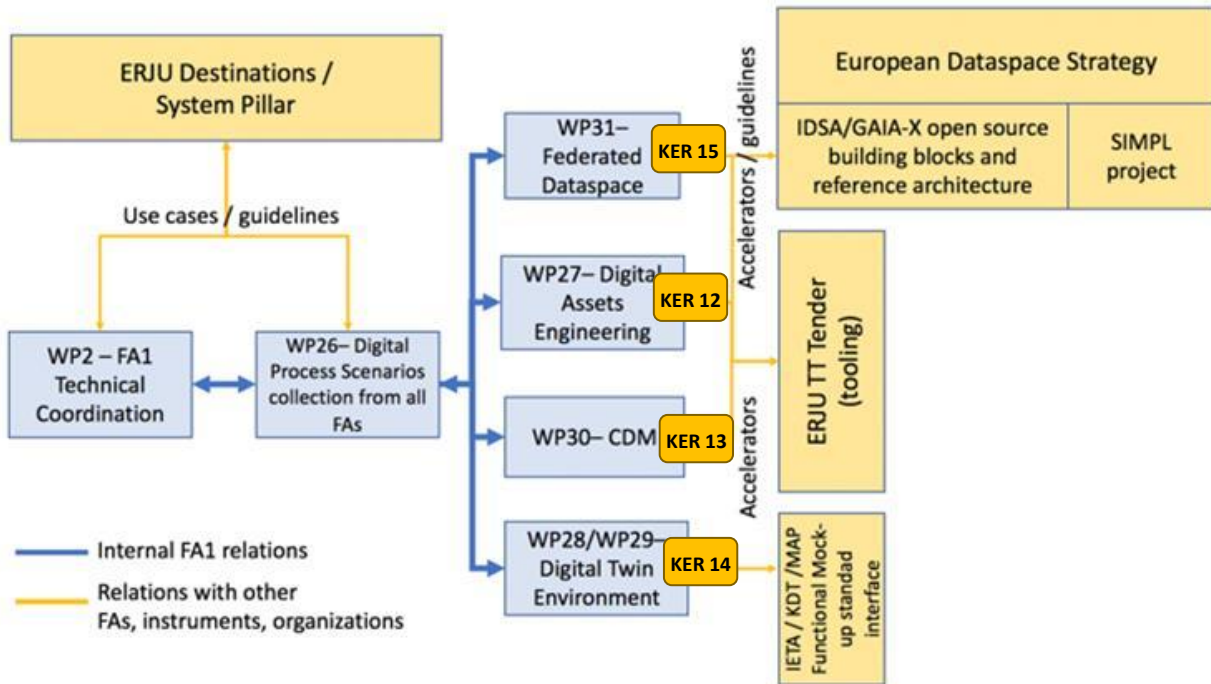 ERJU Destinations /
System Pillar
European Dataspace Strategy
IDSA/GAIA-X open source
building blocks and
reference architecture
SIMPL
project
WP31–
Federated
Dataspace
KER 15
Accelerators / guidelines
Use cases / guidelines
WP27– Digital
Assets
Engineering
KER 12
ERJU TT Tender
(tooling)
WP2 – FA1
Technical
Coordination
WP26– Digital
Process Scenarios
collection from all
FAs
WP30– CDM
KER 13
Accelerators
WP28/WP29–
Digital Twin
Environment
KER 14
IETA / KDT /MAP
Functional Mock-
up standad
interface
Internal FA1 relations
Relations with other
FAs, instruments, organizations